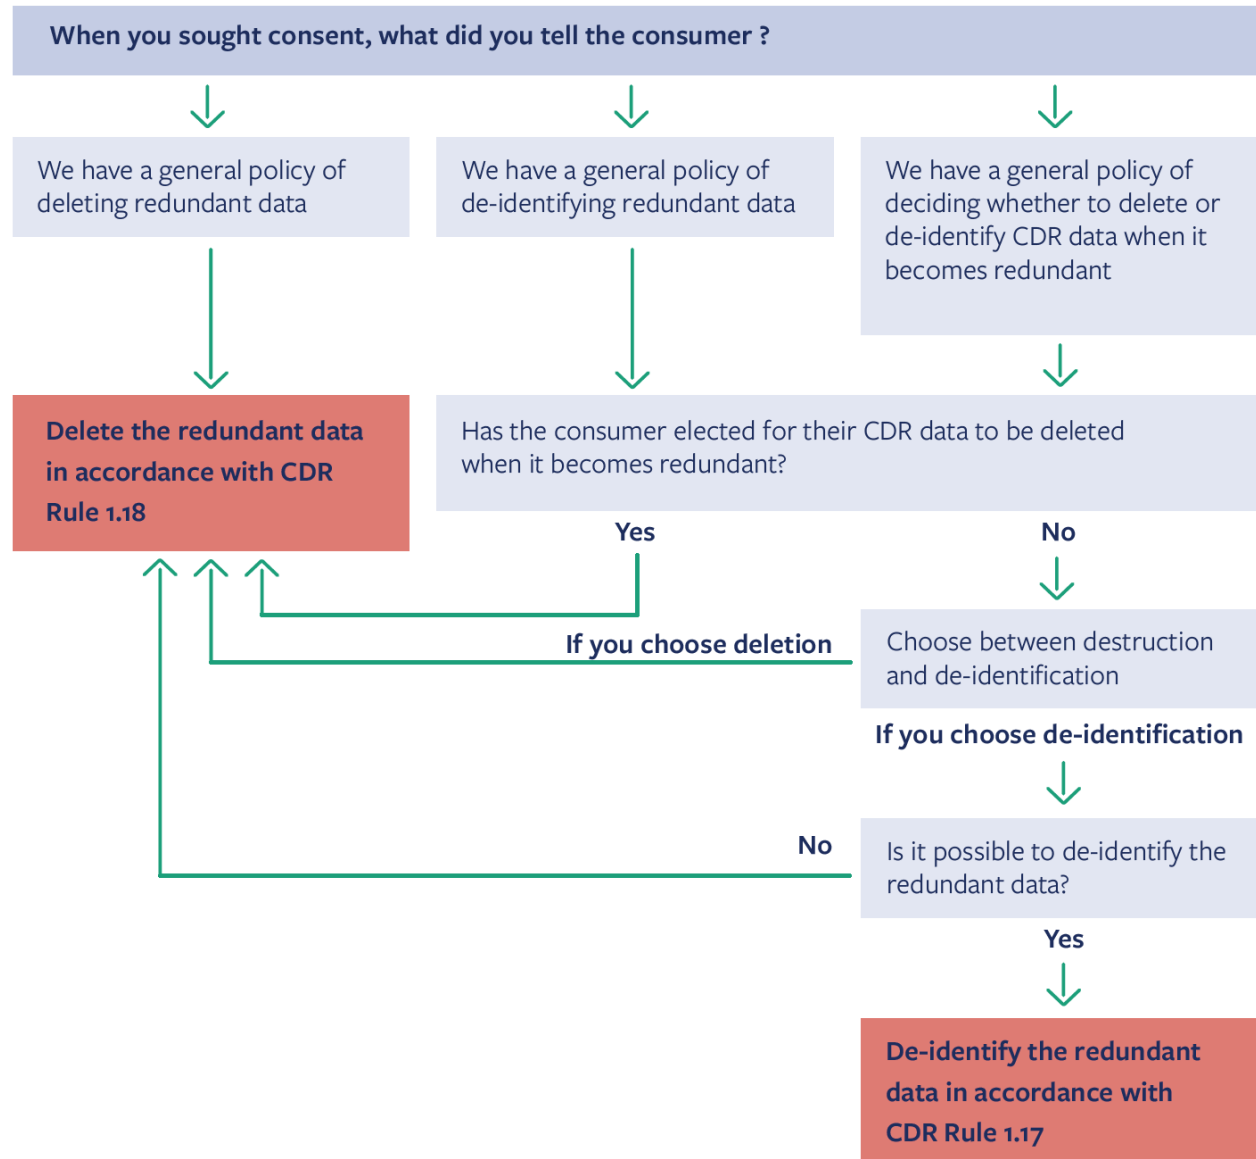 When you sought consent, what did you tell the consumer ?
We have a general policy of
deleting redundant data
We have a general policy of
de-identifying redundant data
We have a general policy of
deciding whether to delete or
de-identify CDR data when it
becomes redundant
Delete the redundant data
in accordance with CDR
Rule 1.18
Has the consumer elected for their CDR data to be deleted
when it becomes redundant?
Yes
No
If you choose deletion
Choose between destruction
and de-identification
If you choose de-identification
No
Is it possible to de-identify the
redundant data?
Yes
De-identify the redundant
data in accordance with
CDR Rule 1.17